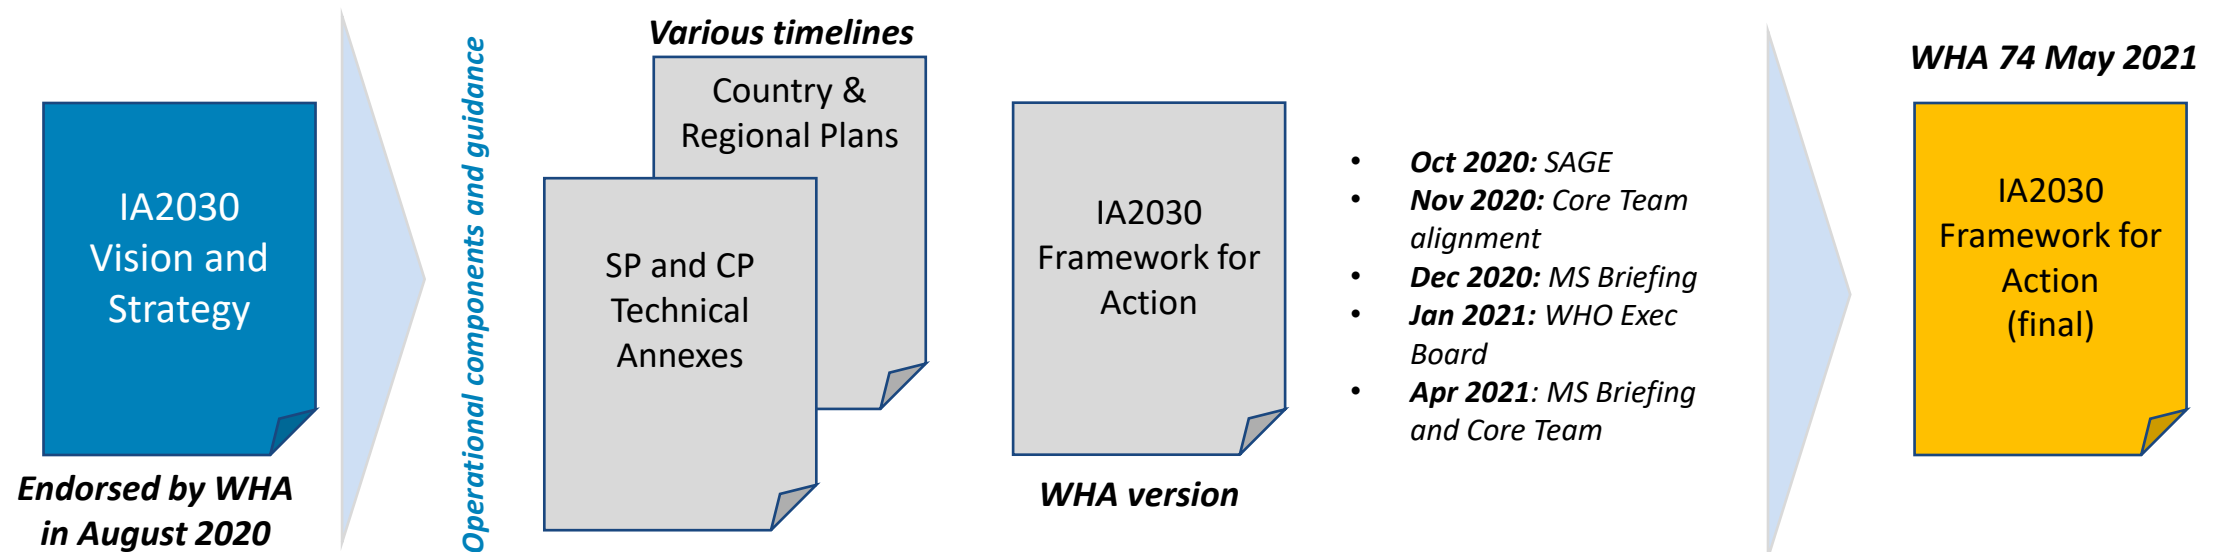 IA2030
Vision and
Strategy
Endorsed by WHA
in August 2020
Operational components and guidance
Various timelines
Country &
Regional Plans
SP and CP
Technical
Annexes
IA2030
Framework for
Action
WHA version
• Oct 2020: SAGE
• Nov 2020: Core Team
alignment
• Dec 2020: MS Briefing
• Jan 2021: WHO Exec
Board
• Apr 2021: MS Briefing
and Core Team
WHA 74 May 2021
IA2030
Framework for
Action
(final)